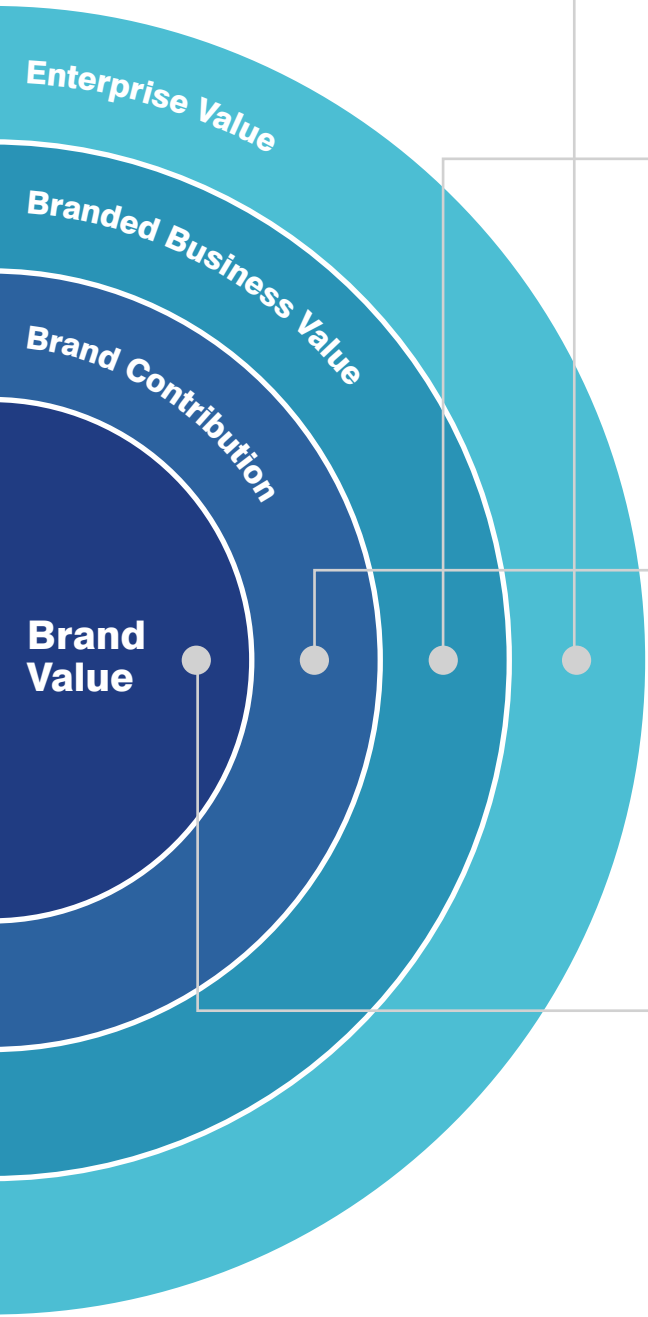 Enterprise Value
Branded Business Value
Brand Contribution
Brand
Value